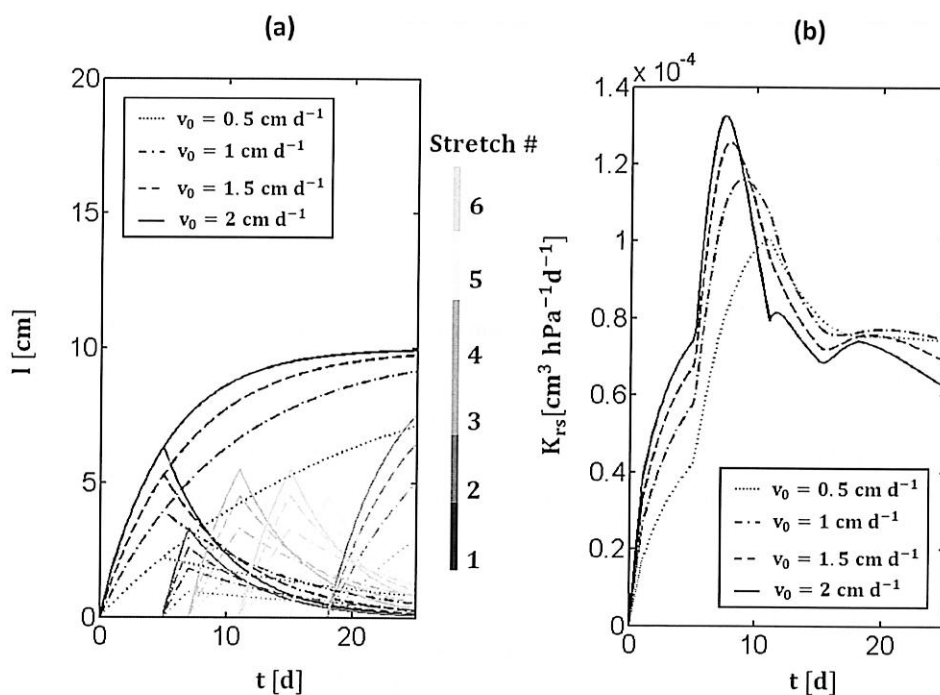 (a)
20
15
10
5
0
0
10
20
l [cm]
t [d]
v₀ = 0.5 cm d⁻¹
v₀ = 1 cm d⁻¹
v₀ = 1.5 cm d⁻¹
v₀ = 2 cm d⁻¹
Stretch #
6
5
4
3
2
1
(b)
× 10⁻⁴
1.4
1.2
1
0.8
0.6
0.4
0.2
0
0
10
20
K_rs[cm³ hPa⁻¹d⁻¹]
t [d]
v₀ = 0.5 cm d⁻¹
v₀ = 1 cm d⁻¹
v₀ = 1.5 cm d⁻¹
v₀ = 2 cm d⁻¹